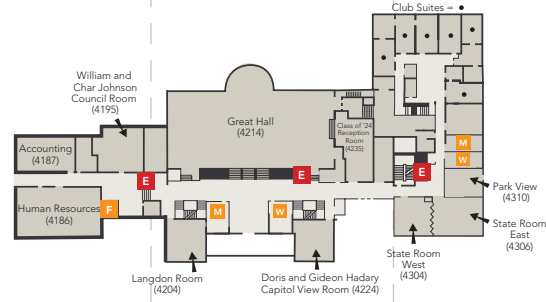 Club Suites = •
William and
Char Johnson
Council Room
(4195)
Great Hall
(4214)
Class of '24
Reception
Room
(4235)
Accounting
(4187)
M
W
E
E
E
Park View
(4310)
Human Resources
(4186)
F
M
W
State Room
East
(4306)
State Room
West
(4304)
Langdon Room
(4204)
Doris and Gideon Hadary
Capitol View Room (4224)